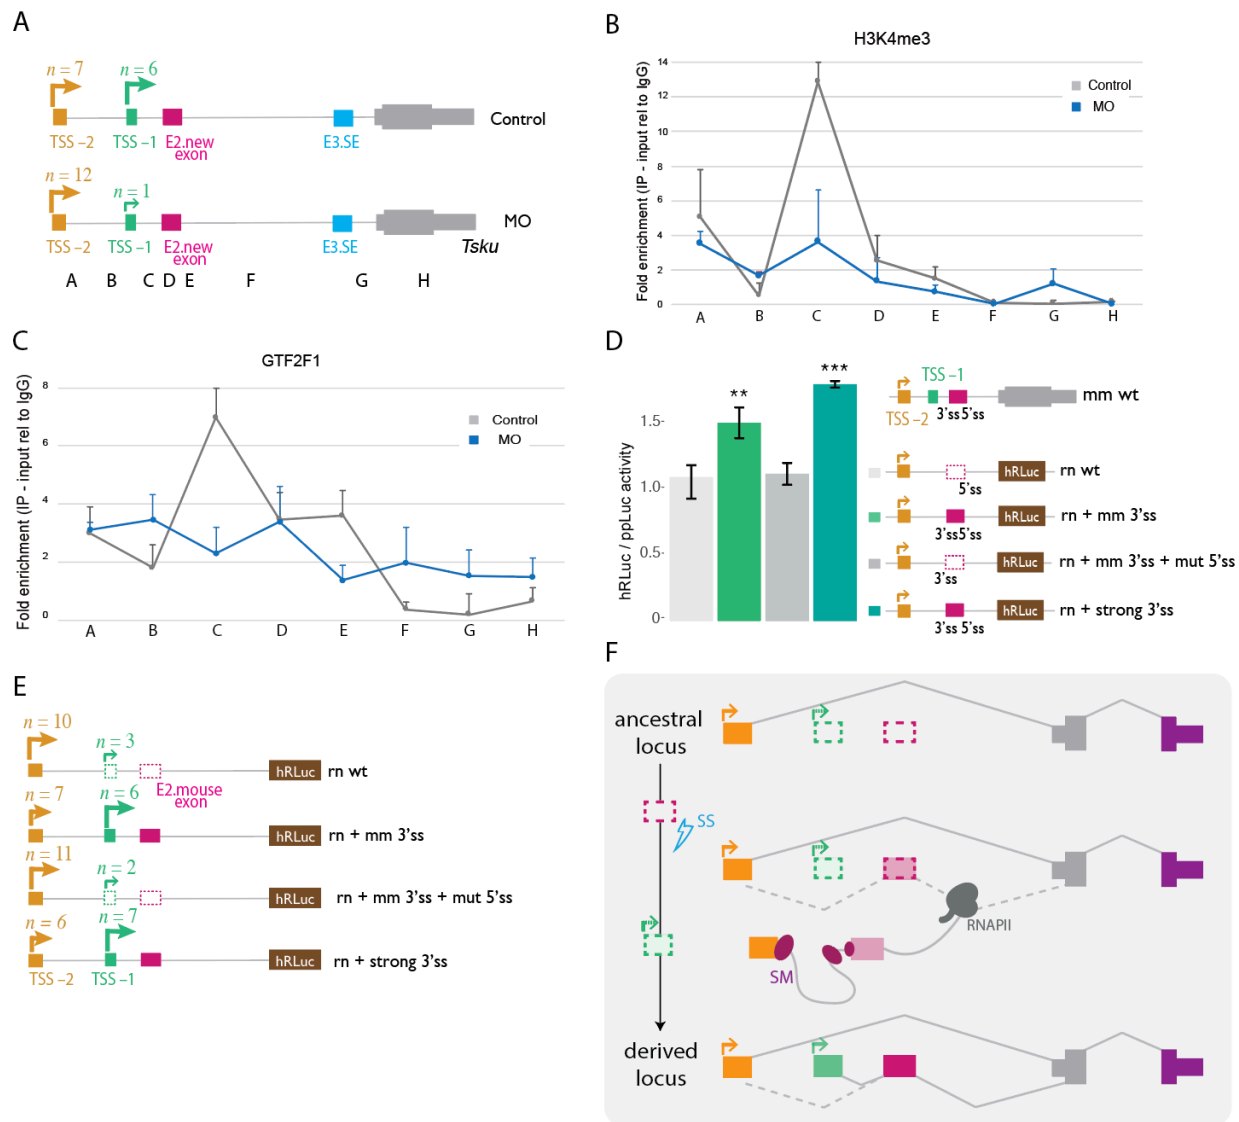 A
n = 7
n = 6
TSS –2
TSS –1
E2.new
exon
E3.SE
Control
n = 12
n = 1
TSS –2
TSS –1
E2.new
exon
E3.SE
MO
Tsku
A B C D E F G H
B
H3K4me3
Fold enrichment (IP - input rel to IgG)
14
12
10
8
6
4
2
0
Control
MO
A B C D E F G H
C
GTF2F1
Fold enrichment (IP - input rel to IgG)
8
6
4
2
0
Control
MO
A B C D E F G H
D
hRLuc / ppLuc activity
1.5-
1.0-
0.5-
0-
**
***
TSS –1
mm wt
TSS –2
3'ss 5'ss
hRLuc
rn wt
5'ss
hRLuc
rn + mm 3'ss
3'ss 5'ss
hRLuc
rn + mm 3'ss + mut 5'ss
3'ss
hRLuc
rn + strong 3'ss
3'ss 5'ss
E
n = 10
n = 3
hRLuc
rn wt
E2.mouse
exon
n = 7
n = 6
hRLuc
rn + mm 3'ss
n = 11
n = 2
hRLuc
rn + mm 3'ss + mut 5'ss
n = 6
n = 7
hRLuc
rn + strong 3'ss
TSS –2
TSS –1
F
ancestral
locus
SS
RNAPII
SM
derived
locus